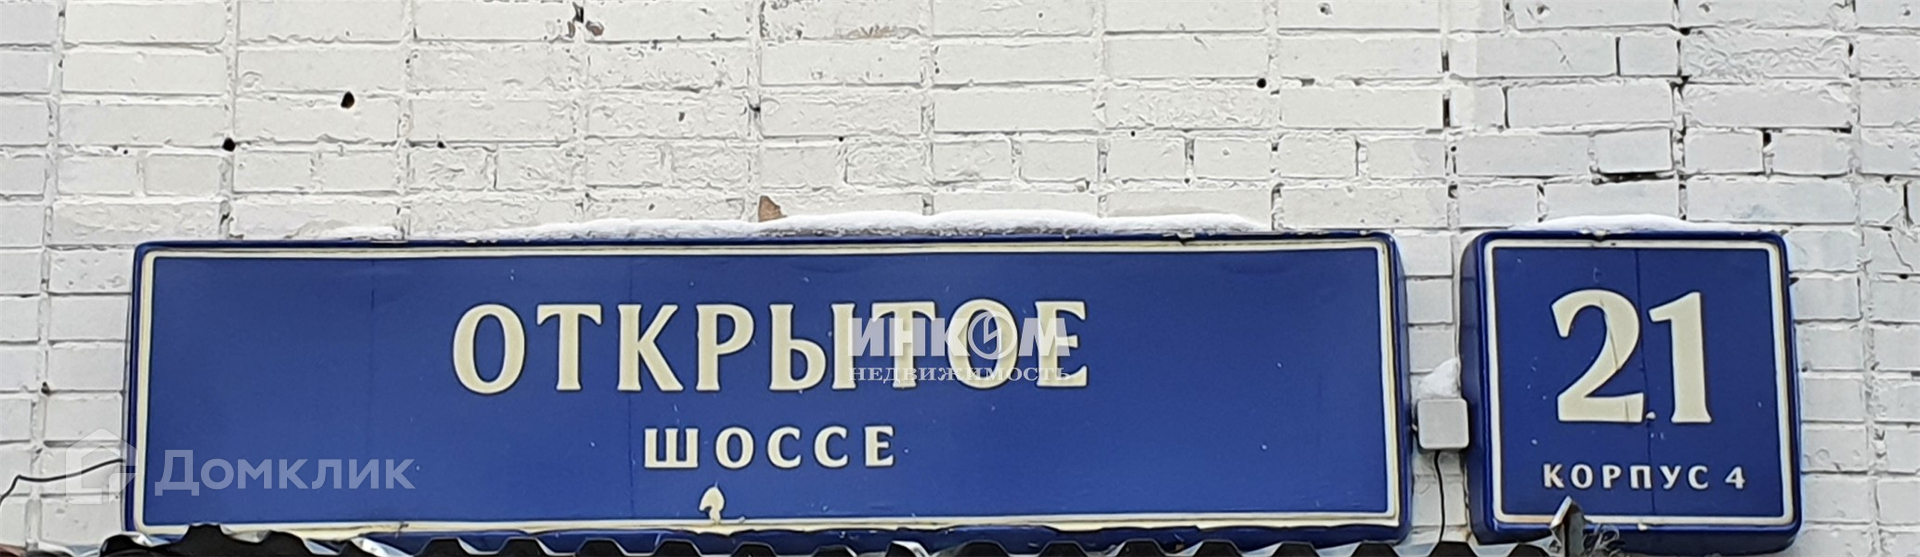 ОТКРЫТОЕ
ШОССЕ
21
КОРПУС 4
ИНКОМ
НЕДВИЖИМОСТЬ
Домклик